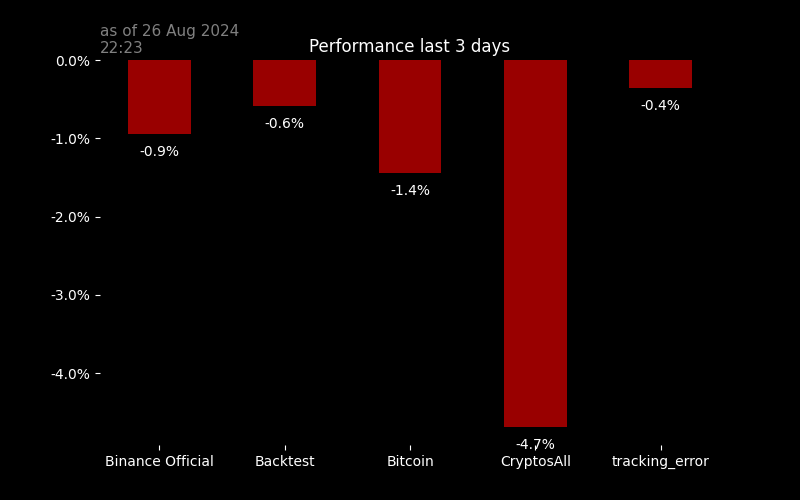 as of 26 Aug 2024
22:23
Performance last 3 days
0.0%
-1.0%
-2.0%
-3.0%
-4.0%
-0.9%
-0.6%
-1.4%
-4.7%
-0.4%
Binance Official
Backtest
Bitcoin
CryptosAll
tracking_error